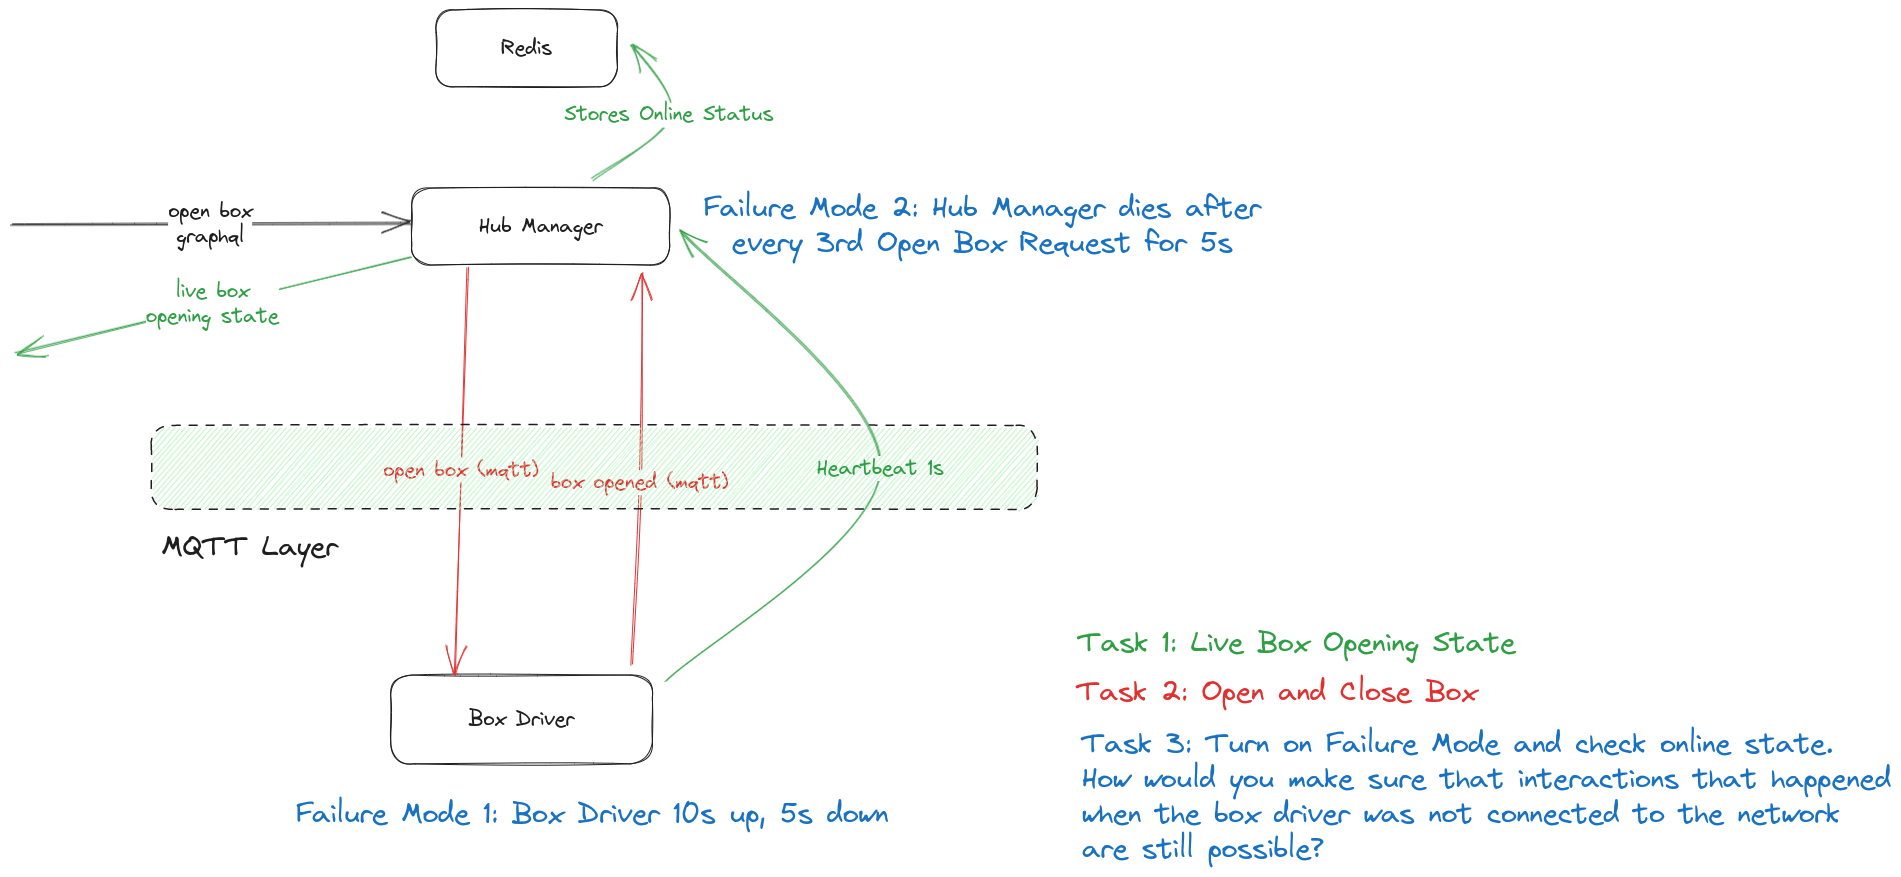 Redis
Stores Online Status
open box
graphql
Hub Manager
Failure Mode 2: Hub Manager dies after
every 3rd Open Box Request for 5s
live box
opening state
open box (mqtt)
box opened (mqtt)
Heartbeat 1s
MQTT Layer
Box Driver
Failure Mode 1: Box Driver 10s up, 5s down
Task 1: Live Box Opening State
Task 2: Open and Close Box
Task 3: Turn on Failure Mode and check online state.
How would you make sure that interactions that happened
when the box driver was not connected to the network
are still possible?